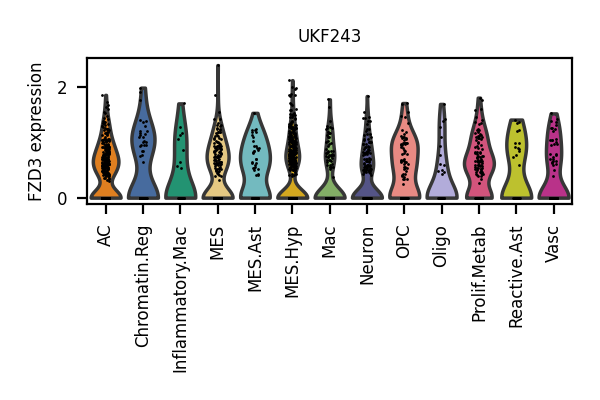 UKF243
FZD3 expression
2
0
AC
Chromatin.Reg
Inflammatory.Mac
MES
MES.Ast
MES.Hyp
Mac
Neuron
OPC
Oligo
Prolif.Metab
Reactive.Ast
Vasc